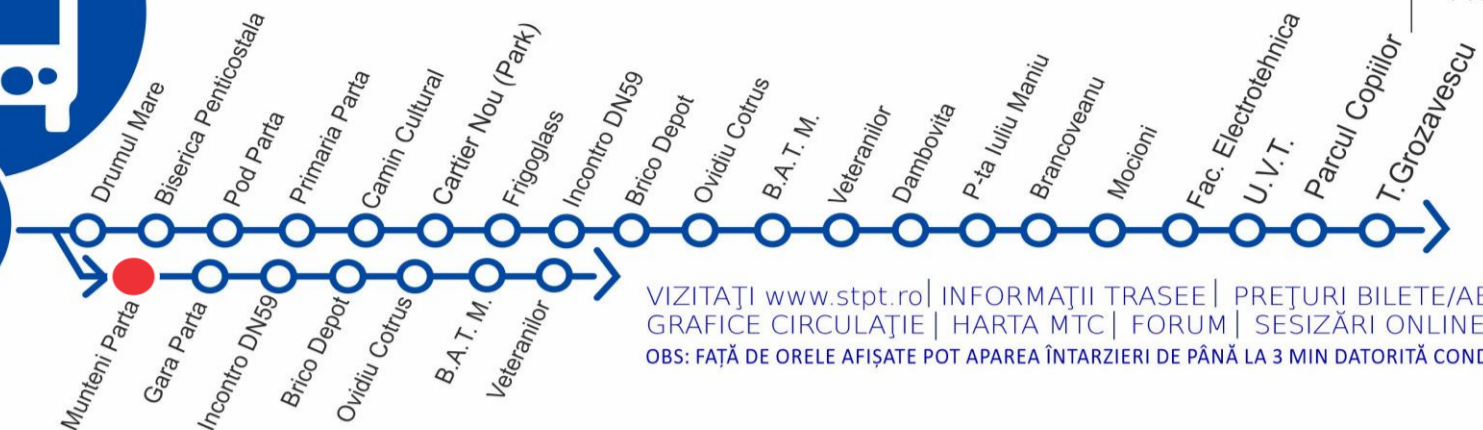 Drumul Mare
Biserica Penticostala
Pod Parta
Primaria Parta
Camin Cultural
Cartier Nou (Park)
Frigoglass
Incontro DN59
Brico Depot
Ovidiu Cotrus
B.A.T.M.
Veteranilor
Dambovita
P-ta Iuliu Maniu
Brancoveanu
Mocioni
Fac. Electrotehnica
U.V.T.
Parcul Copiilor
T.Grozavescu
Munteni Parta
Gara Parta
Incontro DN59
Brico Depot
Ovidiu Cotrus
B.A.T.M.
Veteranilor
VIZITAŢI www.stpt.ro| INFORMAŢII TRASEE| PREŢURI BILETE/AB
GRAFICE CIRCULAŢIE| HARTA MTC| FORUM| SESIZĂRI ONLINE
OBS: FAŢĂ DE ORELE AFIŞATE POT APAREA ÎNTARZIERI DE PÂNĂ LA 3 MIN DATORITĂ COND